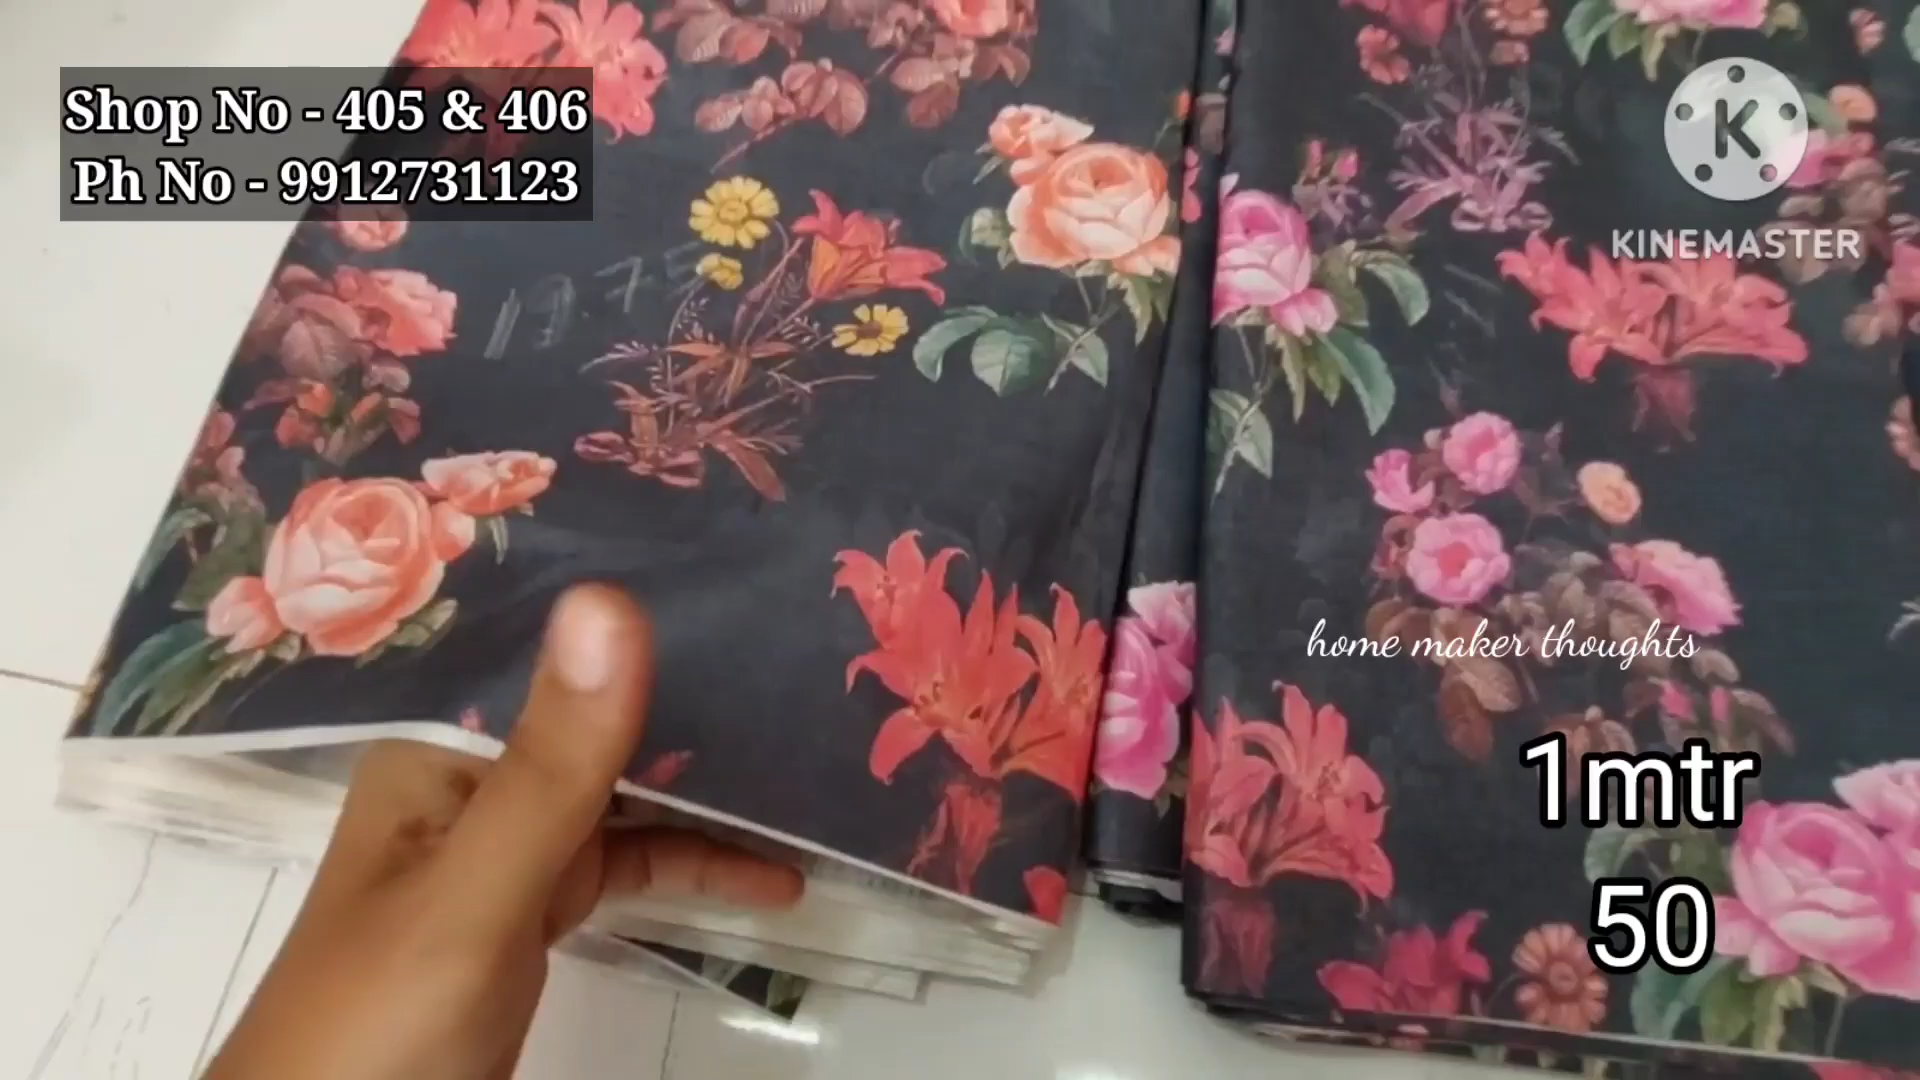 Shop No - 405 & 406
Ph No - 9912731123
K
KINEMASTER
home maker thoughts
1mtr
50